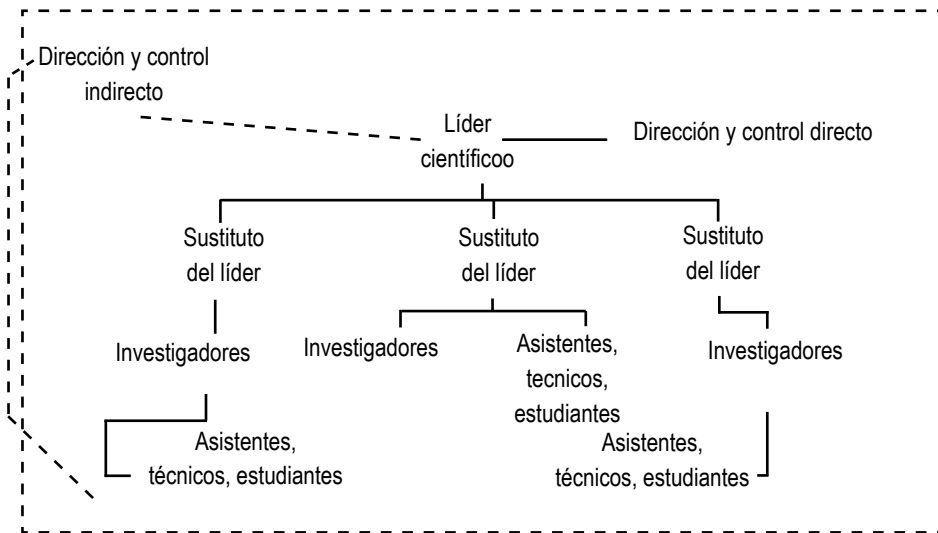 Dirección y control
indirecto
Líder
científicoo
Dirección y control directo
Sustituto
del líder
Sustituto
del líder
Sustituto
del líder
Investigadores
Investigadores
Asistentes,
tecnicos,
estudiantes
Investigadores
Asistentes,
técnicos, estudiantes
Asistentes,
técnicos, estudiantes